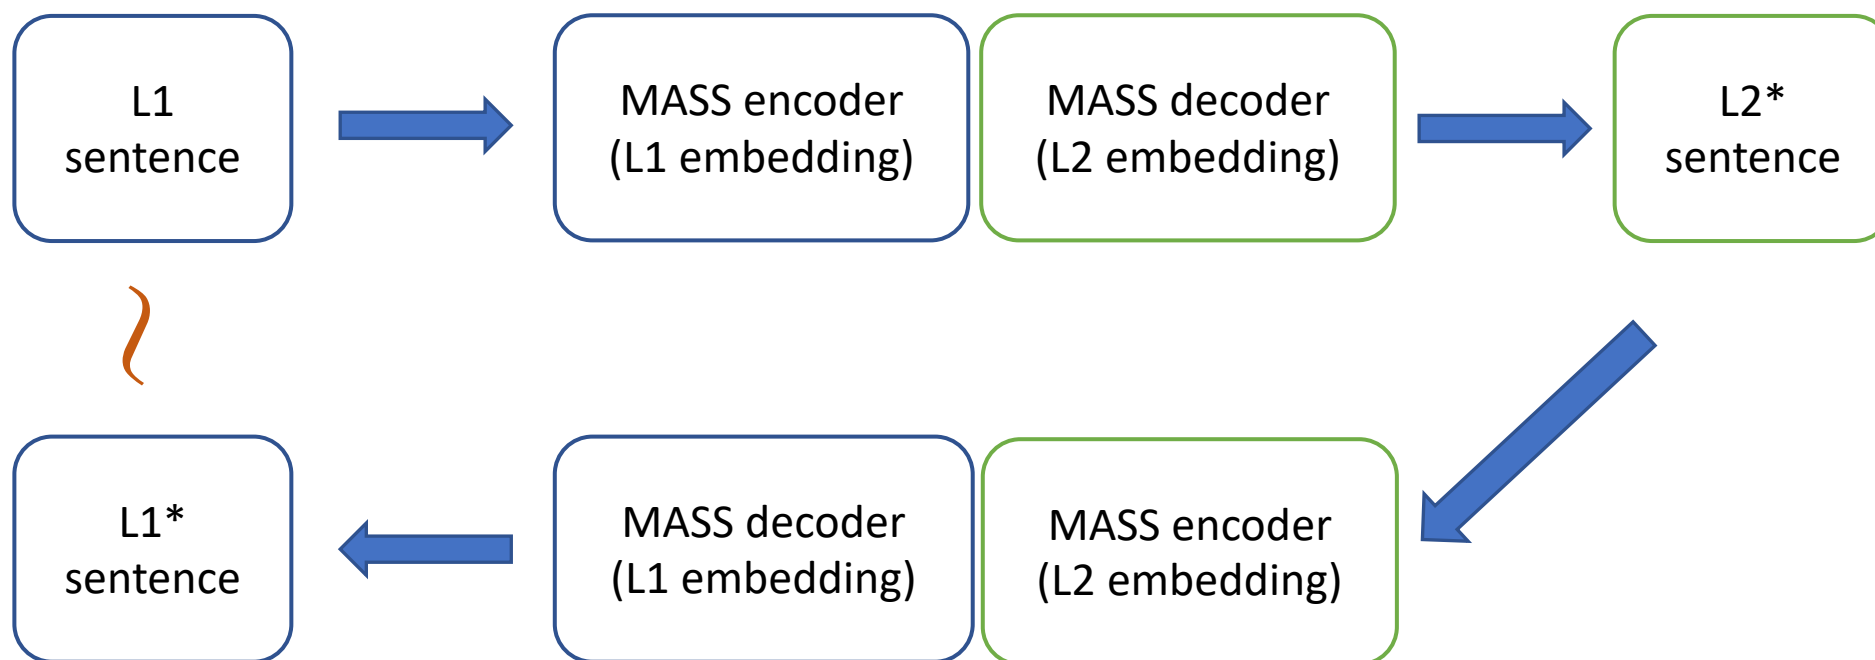 L1
sentence
MASS encoder
(L1 embedding)
MASS decoder
(L2 embedding)
L2*
sentence
L1*
sentence
MASS decoder
(L1 embedding)
MASS encoder
(L2 embedding)